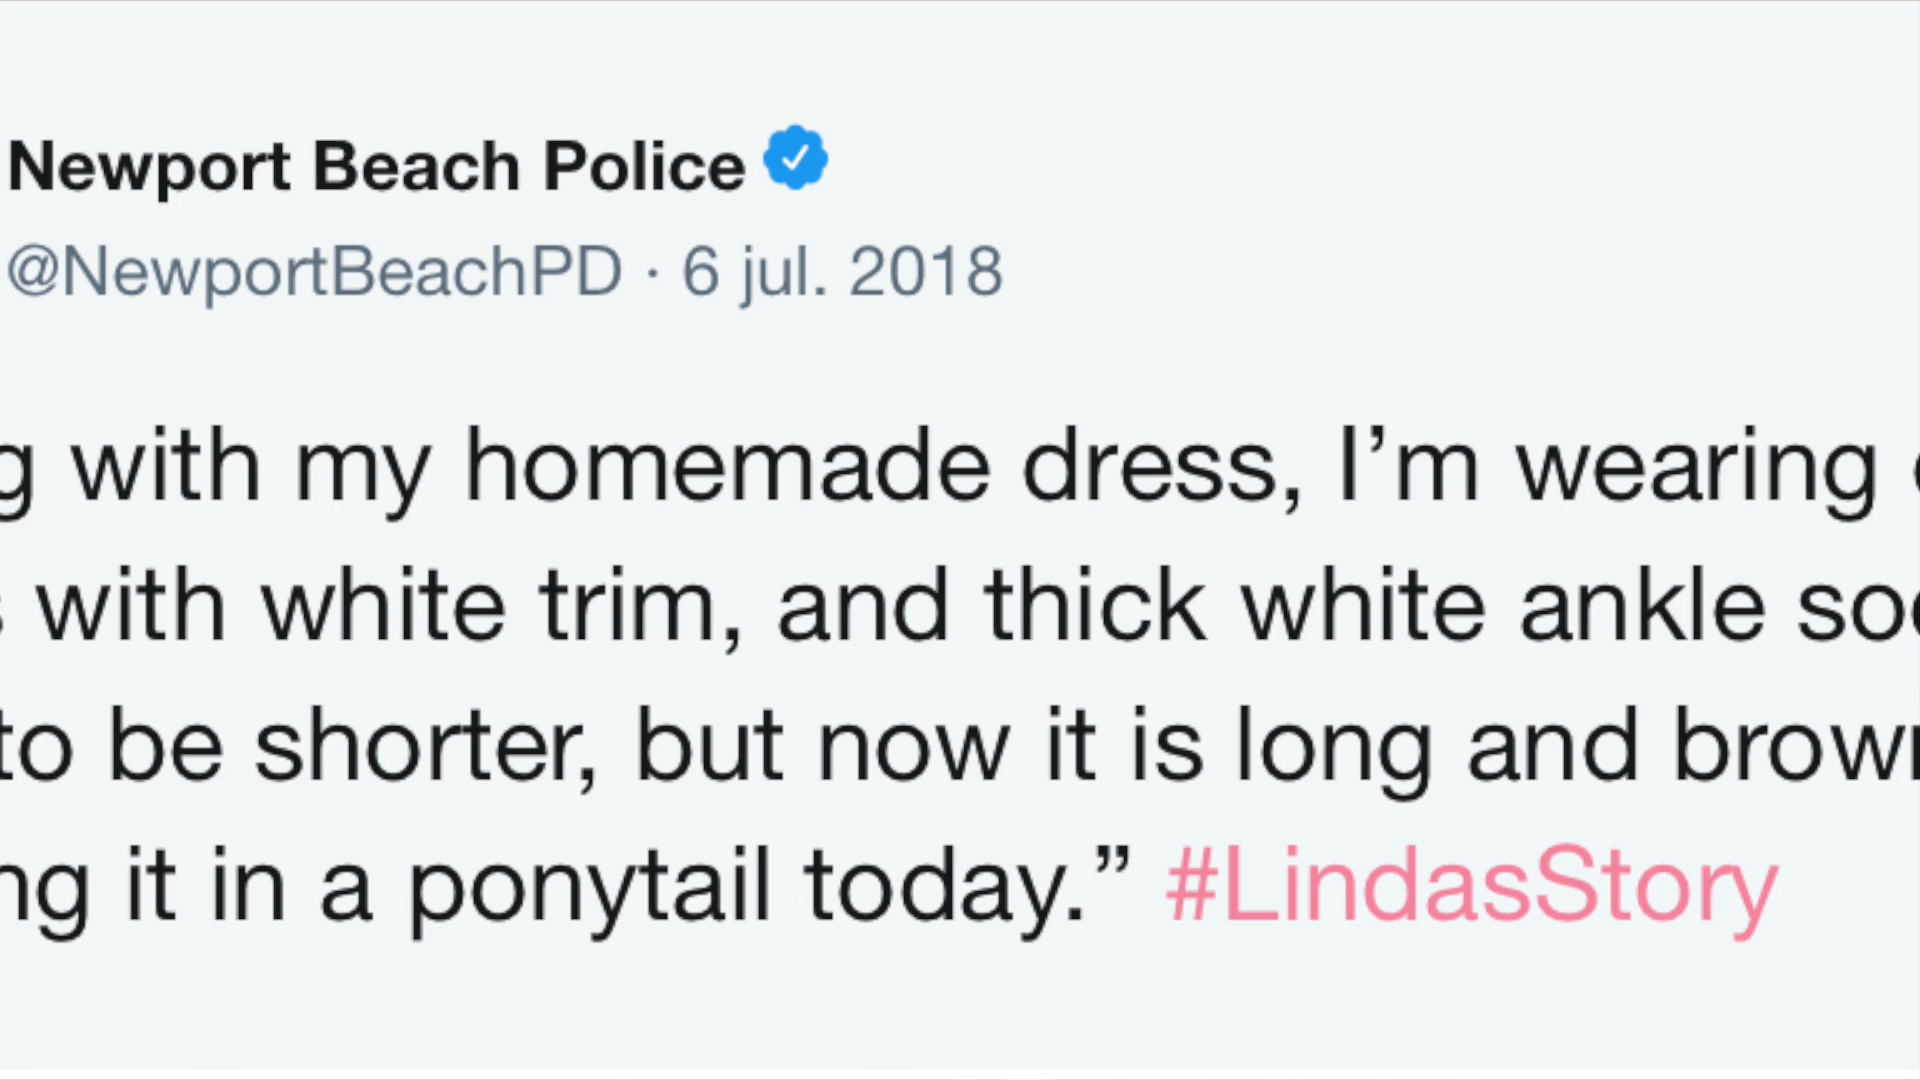 Newport Beach Police
@NewportBeachPD · 6 jul. 2018
with my homemade dress, I’m wearing
with white trim, and thick white ankle
to be shorter, but now it is long and brown
it in a ponytail today.” #LindasStory